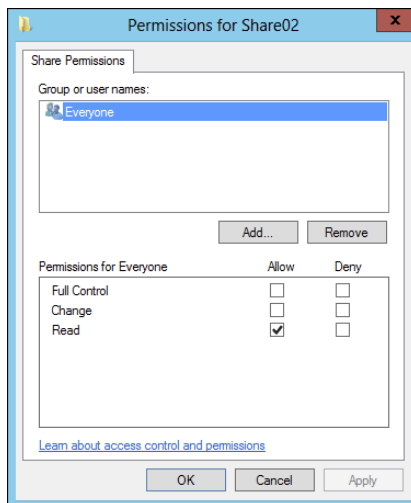 Permissions for Share02
x
Share Permissions
Group or user names:
Everyone
Add...
Remove
Permissions for Everyone
Allow
Deny
Full Control
Change
Read
Learn about access control and permissions
OK
Cancel
Apply